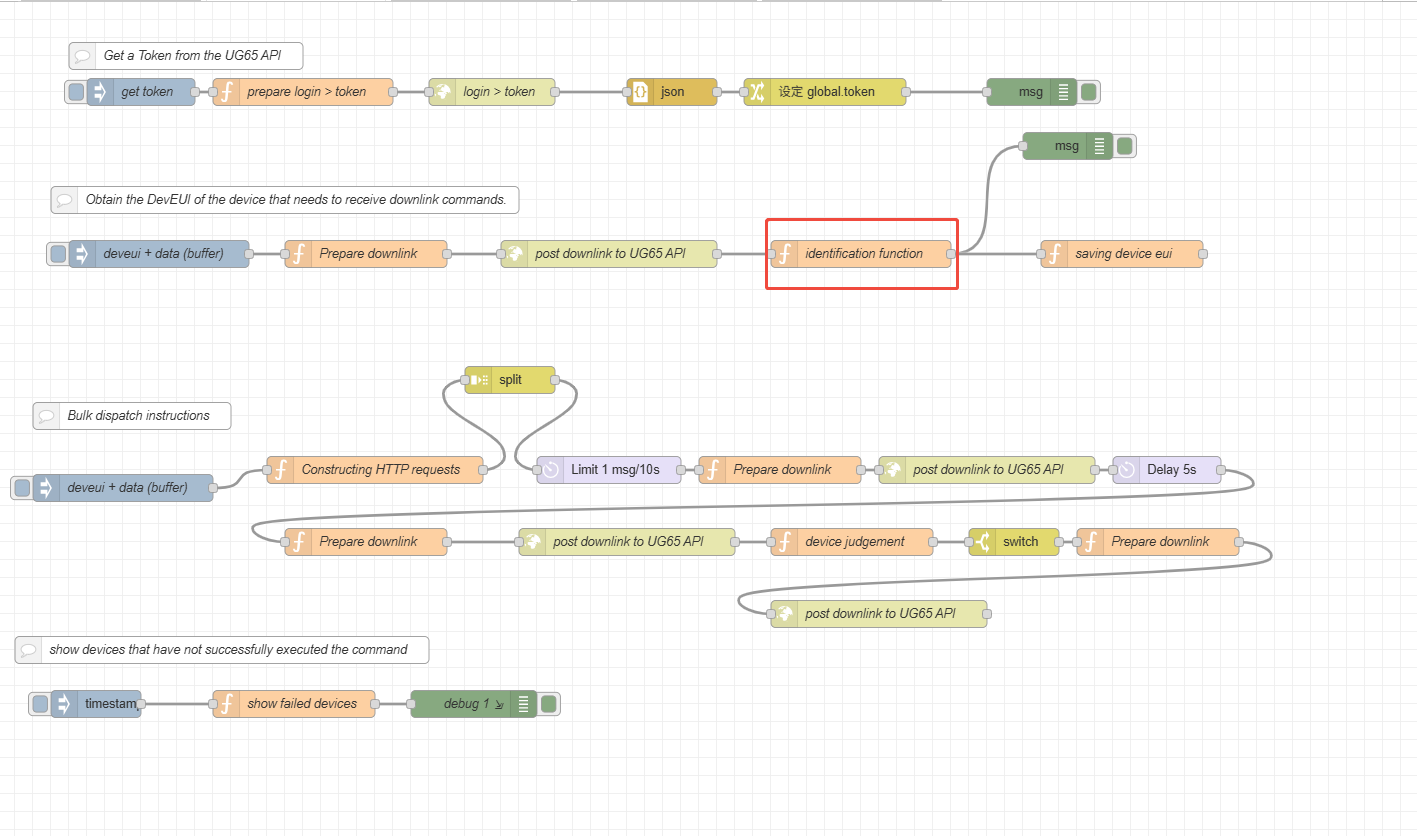 Get a Token from the UG65 API
get token
prepare login > token
login > token
json
设定 global.token
msg
msg
Obtain the DevEUI of the device that needs to receive downlink commands.
deveui + data (buffer)
Prepare downlink
post downlink to UG65 API
identification function
saving device eui
split
Bulk dispatch instructions
deveui + data (buffer)
Constructing HTTP requests
Limit 1 msg/10s
Prepare downlink
post downlink to UG65 API
Delay 5s
Prepare downlink
post downlink to UG65 API
device judgement
switch
Prepare downlink
post downlink to UG65 API
show devices that have not successfully executed the command
timestamp
show failed devices
debug 1